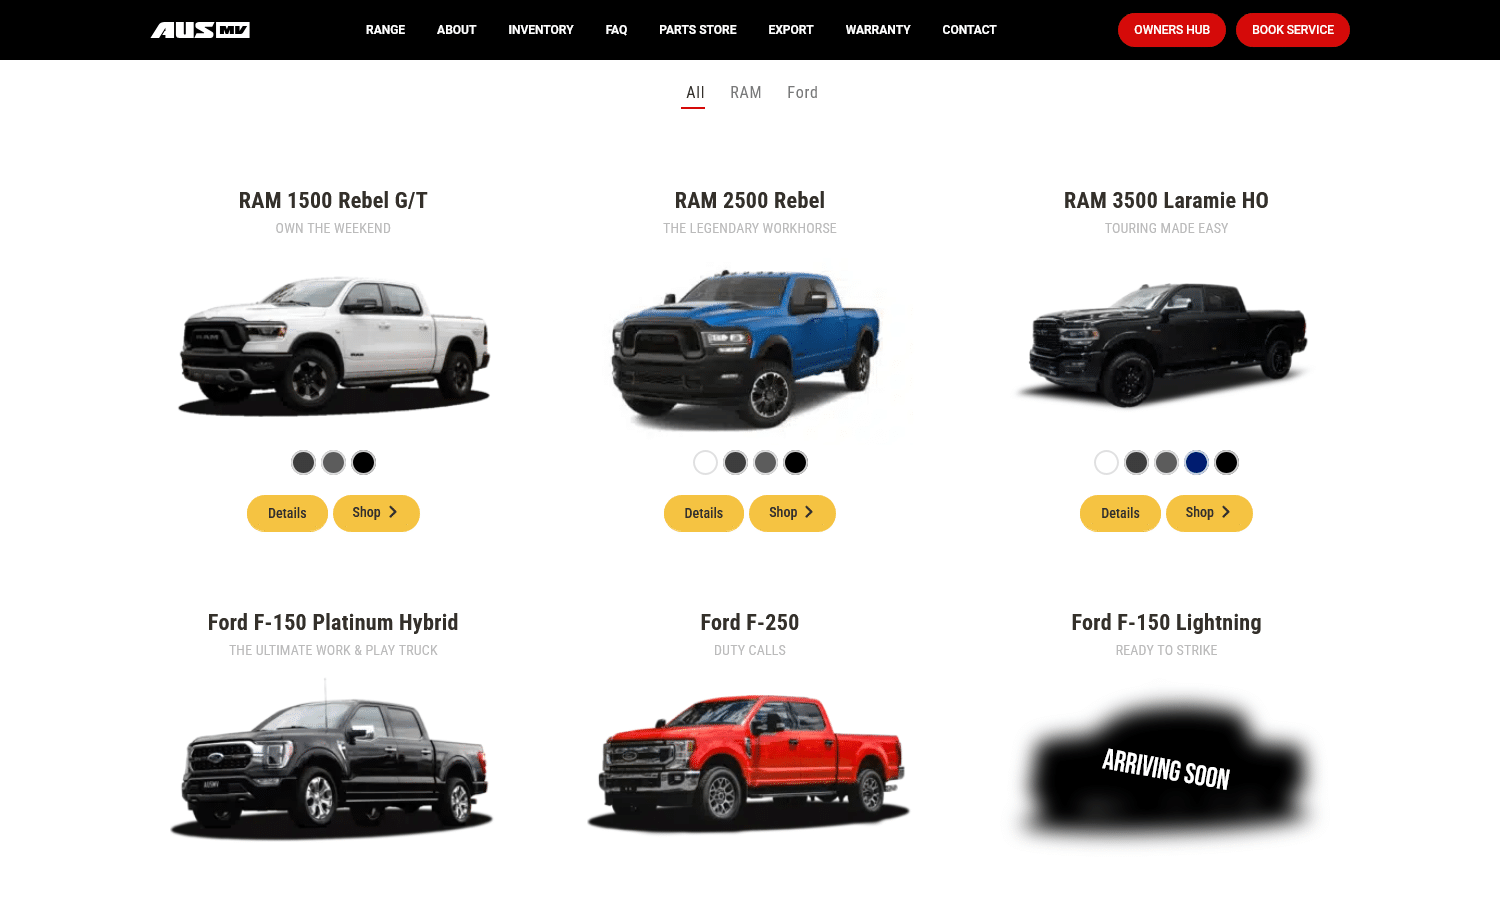 AUS MV
RANGE ABOUT INVENTORY FAQ PARTS STORE EXPORT WARRANTY CONTACT OWNERS HUB BOOK SERVICE
All RAM Ford
RAM 1500 Rebel G/T
OWN THE WEEKEND
RAM 2500 Rebel
THE LEGENDARY WORKHORSE
RAM 3500 Laramie HO
TOURING MADE EASY
RAM
Details Shop
Details Shop
Details Shop
Ford F-150 Platinum Hybrid
THE ULTIMATE WORK & PLAY TRUCK
Ford F-250
DUTY CALLS
Ford F-150 Lightning
READY TO STRIKE
AUSMV
ARRIVING SOON